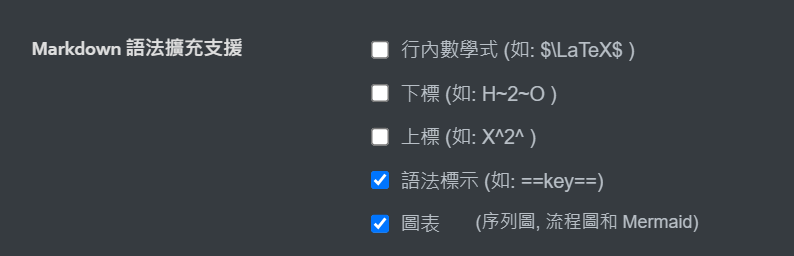 Markdown 語法擴充支援
行內數學式 (如: $\LaTeX$ )
下標 (如: H~2~O )
上標 (如: X^2^ )
語法標示 (如: ==key==)
圖表 (序列圖, 流程圖和 Mermaid)